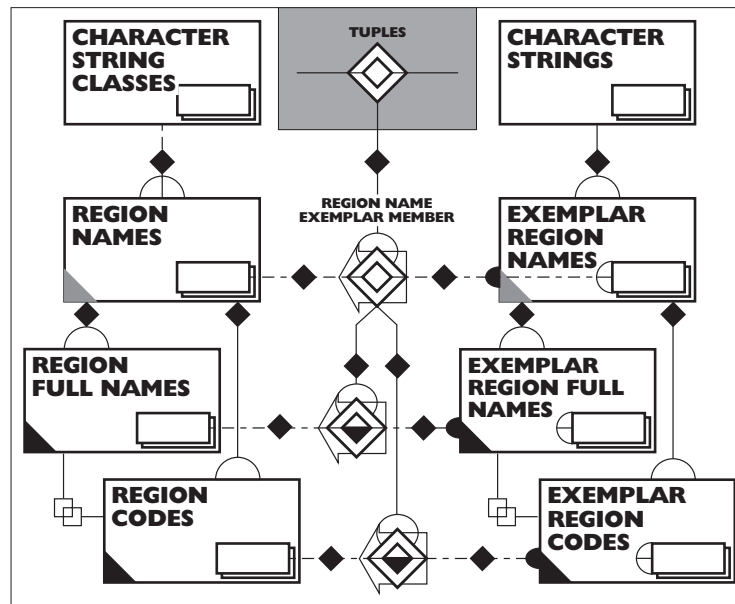 CHARACTER
STRING
CLASSES
TUPLES
CHARACTER
STRINGS
REGION
NAMES
REGION NAME
EXEMPLAR MEMBER
EXEMPLAR
REGION
NAMES
REGION
FULL NAMES
EXEMPLAR
REGION FULL
NAMES
REGION
CODES
EXEMPLAR
REGION
CODES